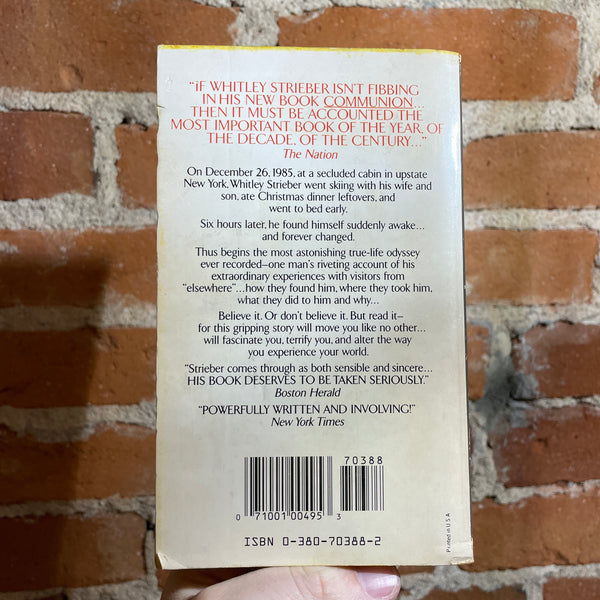 “IF WHITLEY STRIEBER ISN'T FIBBING
IN HIS NEW BOOK COMMUNION...
THEN IT MUST BE ACCOUNTED THE
MOST IMPORTANT BOOK OF THE YEAR, OF
THE DECADE, OF THE CENTURY...”
The Nation
On December 26, 1985, at a secluded cabin in upstate
New York, Whitley Strieber went skiing with his wife and
son, ate Christmas dinner leftovers, and
went to bed early.
Six hours later, he found himself suddenly awake...
and forever changed.
Thus begins the most astonishing true-life odyssey
ever recorded—one man's riveting account of his
extraordinary experiences with visitors from
“elsewhere”...how they found him, where they took him,
what they did to him and why...
Believe it. Or don't believe it. But read it—
for this gripping story will move you like no other...
will fascinate you, terrify you, and alter the way
you experience your world.
“Strieber comes through as both sensible and sincere...
HIS BOOK DESERVES TO BE TAKEN SERIOUSLY.”
Boston Herald
“POWERFULLY WRITTEN AND INVOLVING!”
New York Times
70388
0 71001 00495 3
ISBN 0-380-70388-2
Printed in U.S.A.